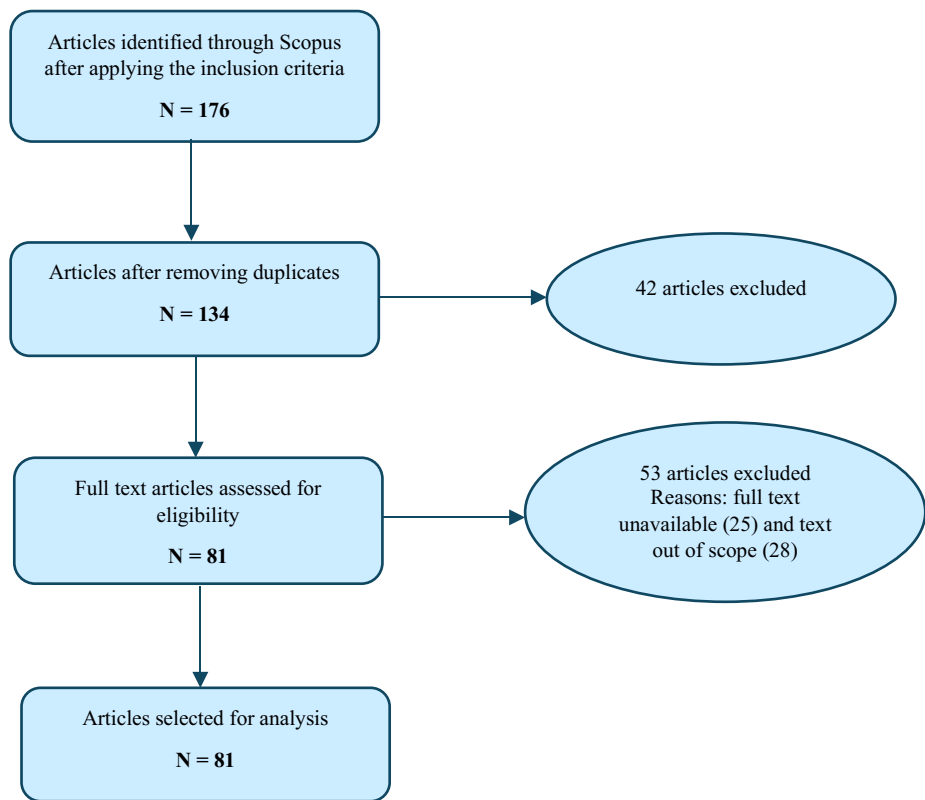 Articles identified through Scopus
after applying the inclusion criteria
N = 176
Articles after removing duplicates
N = 134
42 articles excluded
Full text articles assessed for
eligibility
N = 81
53 articles excluded
Reasons: full text
unavailable (25) and text
out of scope (28)
Articles selected for analysis
N = 81